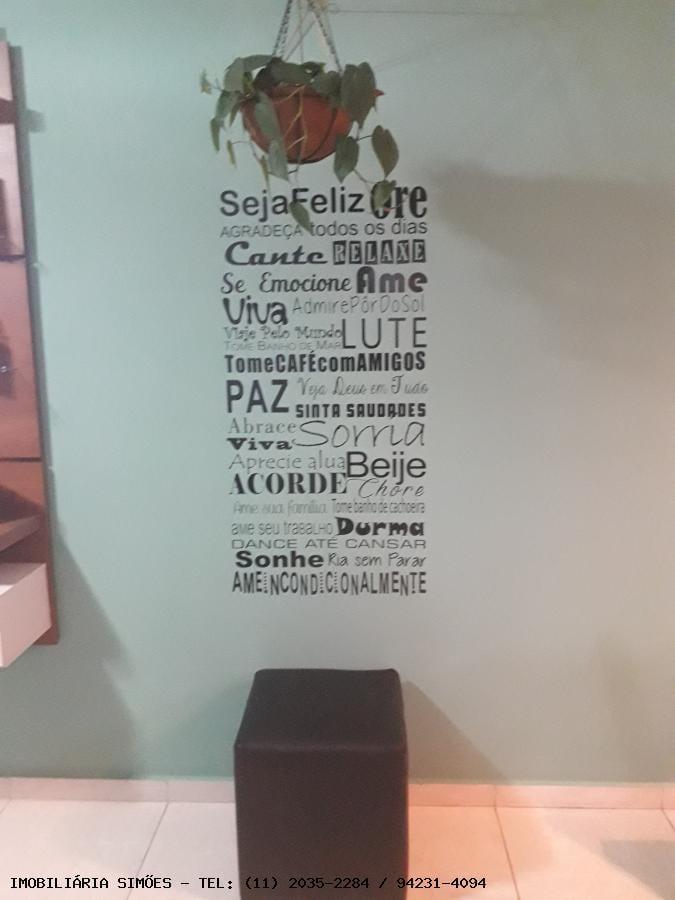 SejaFeliz Ore
AGRADEÇA todos os dias
Cante RELAXE
Se Emocione Ame
Viva AdmirePôrDoSol
Viaje Pelo Mundo LUTE
TOME BANHO DE MAR
TomeCAFÉcomAMIGOS
PAZ Veja Deus em Tudo
SINTA SAUDADES
Abrace Sorria
Viva
Aprecie alua Beije
ACORDE Chore
Ame sua família Tome banho de cachoeira
ame seu trabalho Durma
DANCE ATÉ CANSAR
Sonhe Ria sem Parar
AMEINCONDICIONALMENTE
IMOBILIÁRIA SIMÕES - TEL: (11) 2035-2284 / 94231-4094